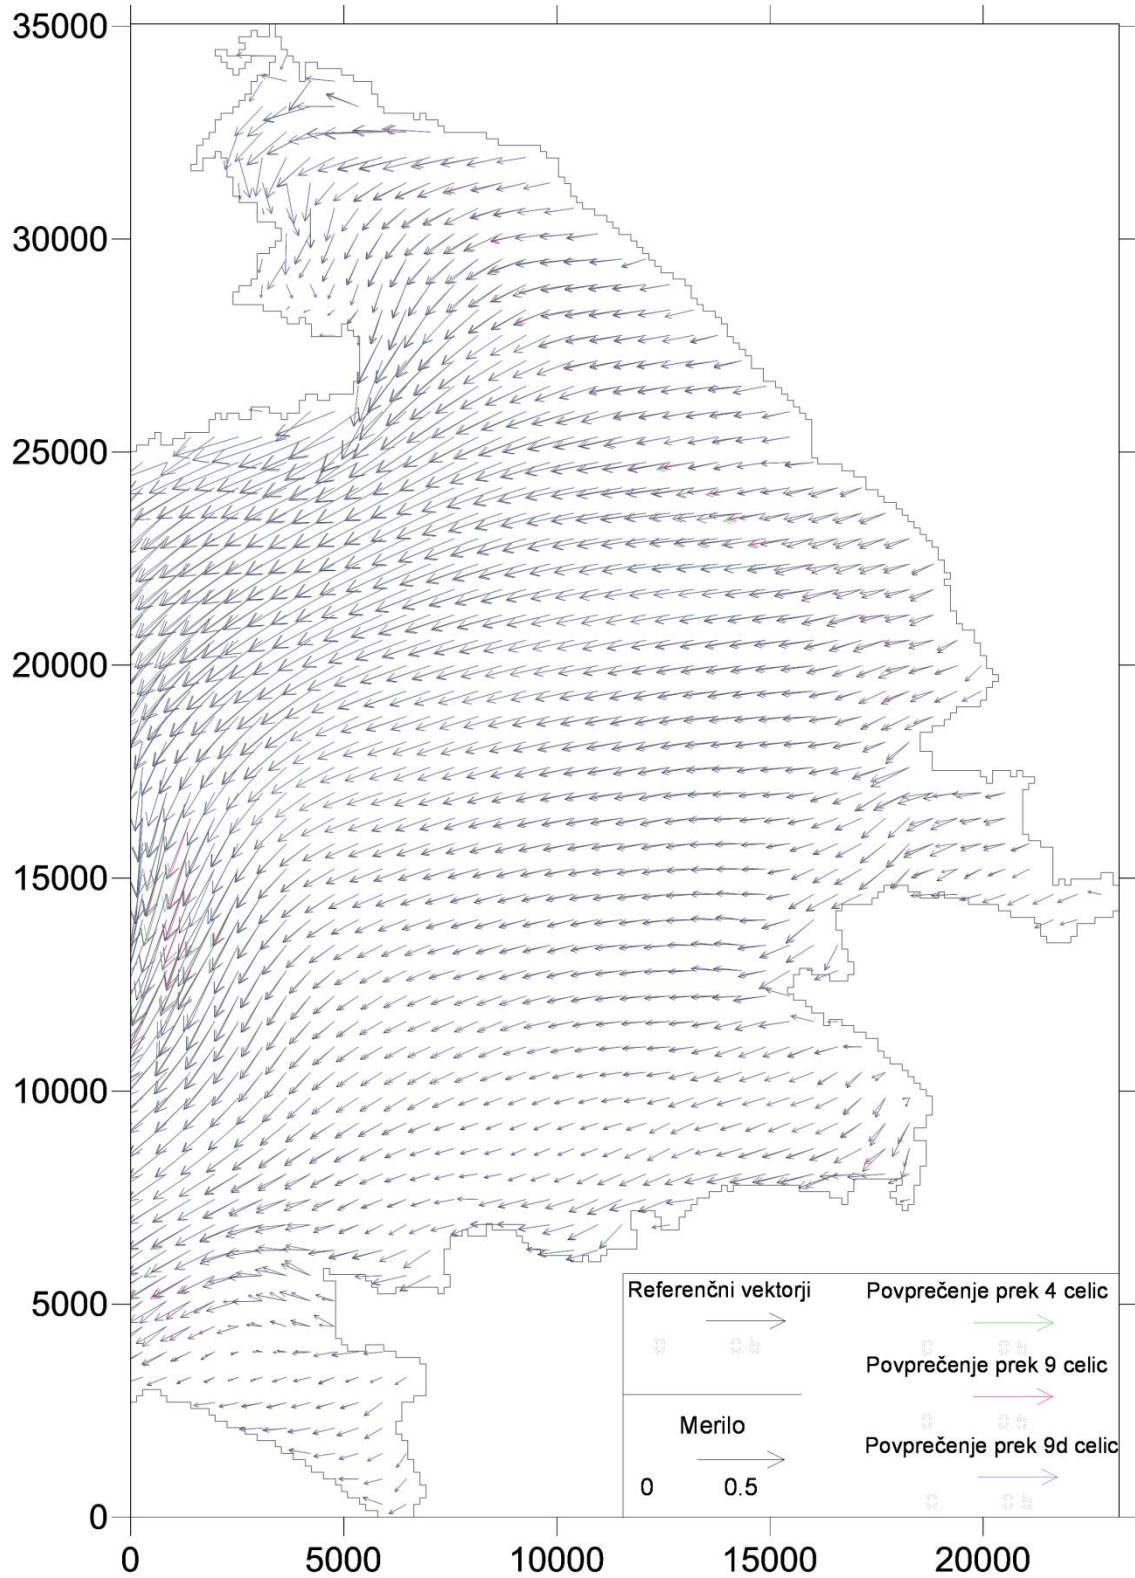 35000
30000
25000
20000
15000
10000
5000
0
0 5000 10000 15000 20000
Referenčni vektorji
Merilo
0 0.5
Povprečenje prek 4 celic
Povprečenje prek 9 celic
Povprečenje prek 9d celic